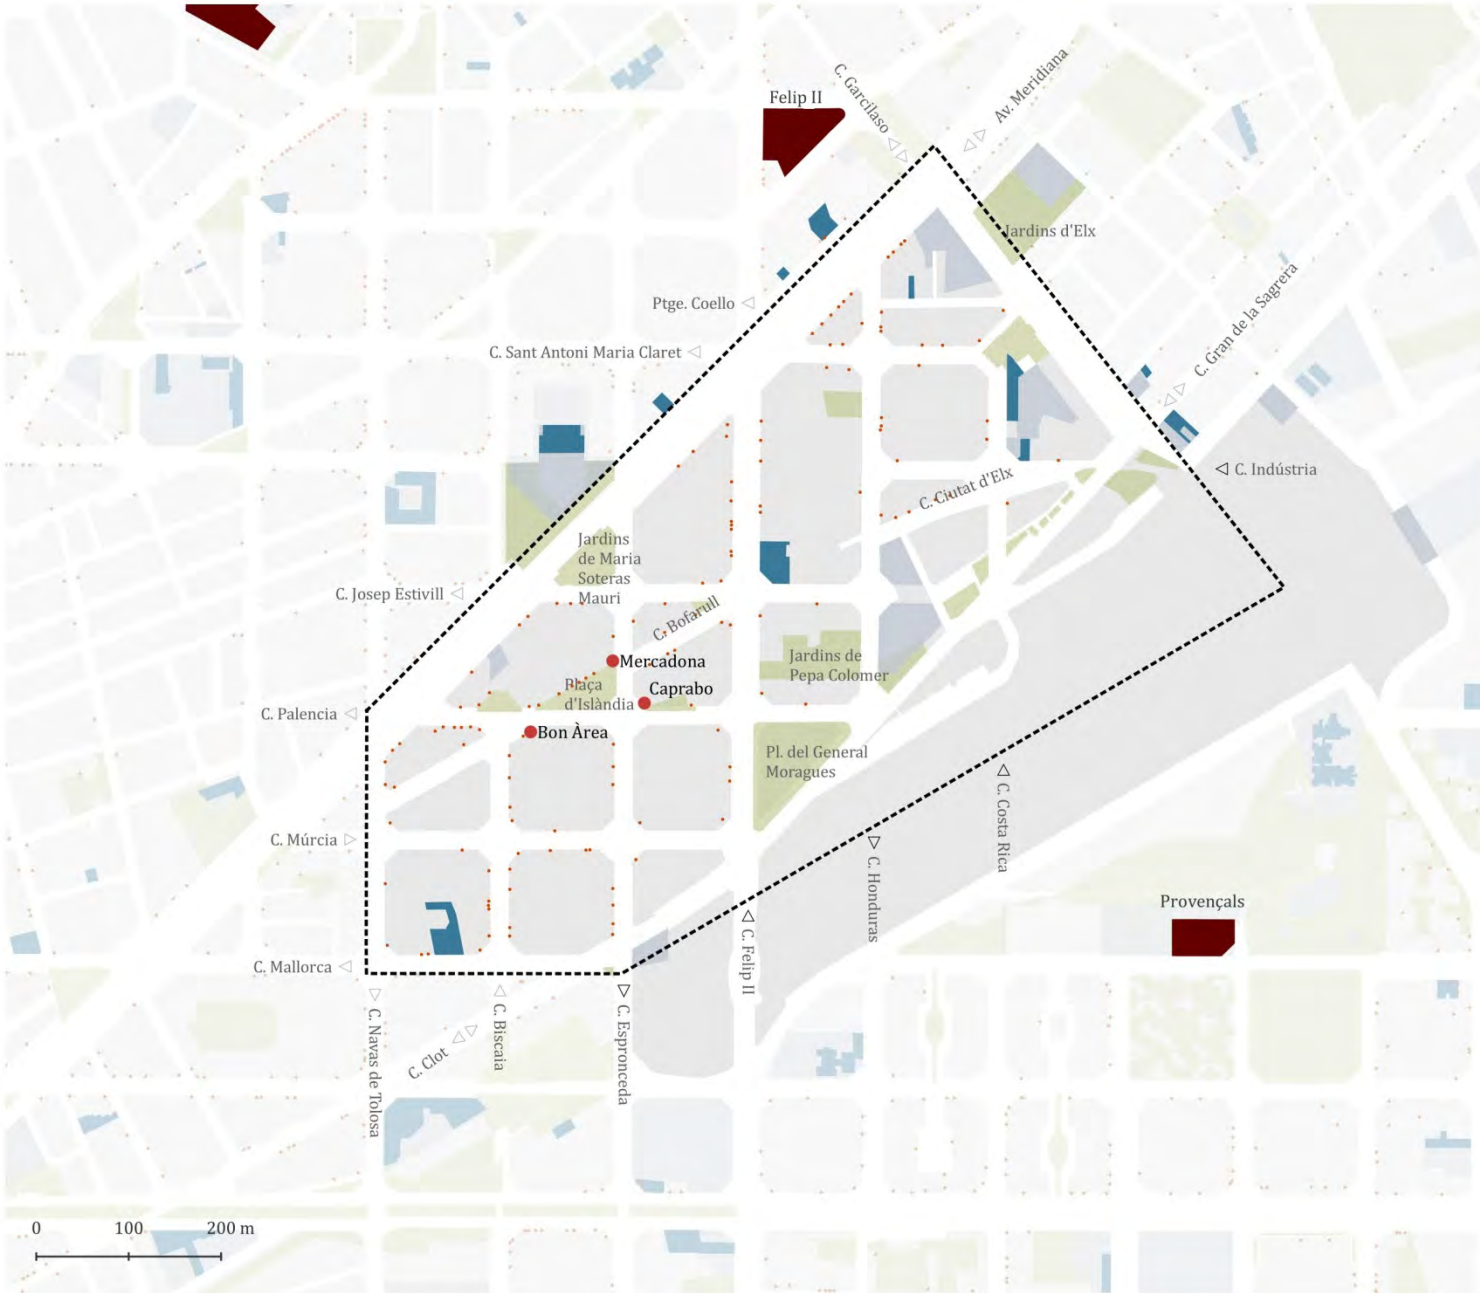 Felip II
C. Garcilaso
Av. Meridiana
Jardins d'Elx
C. Gran de la Sagrera
Ptge. Coello
C. Sant Antoni Maria Claret
C. Indústria
C. Ciutat d'Elx
Jardins
de Maria
Soteras
Mauri
C. Josep Estivill
C. Bofarull
Mercadona
Jardins de
Pepa Colomer
Plaça
d'Islàndia
Caprabo
C. Palencia
Bon Àrea
Pl. del General
Moragues
C. Costa Rica
C. Múrcia
C. Honduras
Provençals
C. Felip II
C. Mallorca
C. Navas de Tolosa
C. Clot
C. Biscaia
C. Espronceda
0 100 200 m